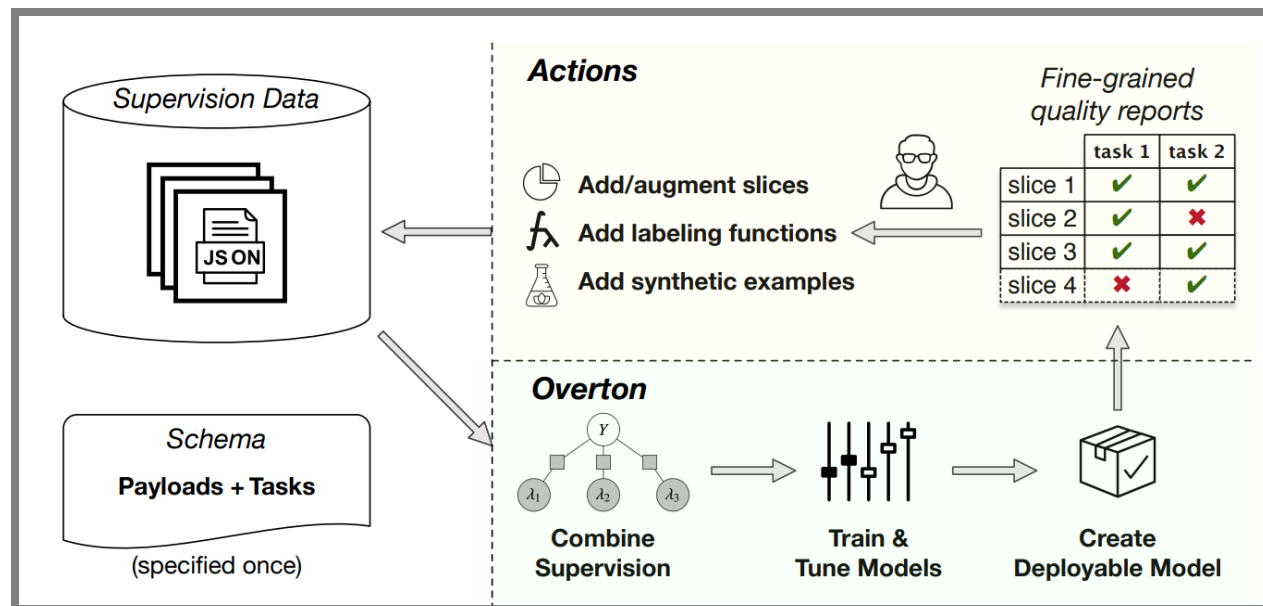 Supervision Data
JSON
Schema
Payloads + Tasks
(specified once)
Actions
Add/augment slices
fλ
Add labeling functions
Add synthetic examples
Fine-grained
quality reports
task 1 task 2
slice 1 ✔ ✔
slice 2 ✔ ✖
slice 3 ✔ ✔
slice 4 ✖ ✔
Overton
Y
λ1 λ2 λ3
Combine
Supervision
Train &
Tune Models
Create
Deployable Model